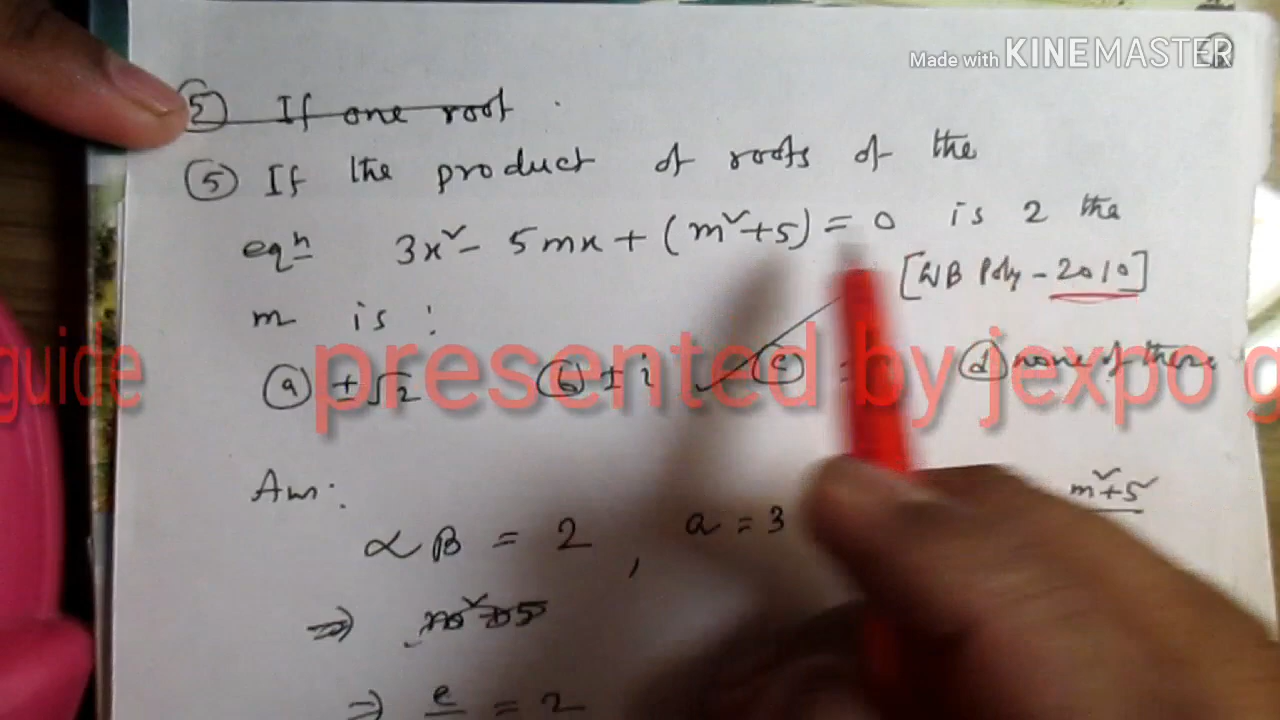 Made with KINEMASTER
⑤ If one root .
⑤ If the product of roots of the
eqⁿ 3x² - 5mx + (m²+5) = 0 is 2 the
[WB Poly - 2010]
m is :
ⓐ ±√2 ⓑ ± i ⓒ ⓓ none of these
guide presented by jexpo g
Ans :
αβ = 2 , a = 3 m²+5
⇒ m²+5
⇒ c = 2